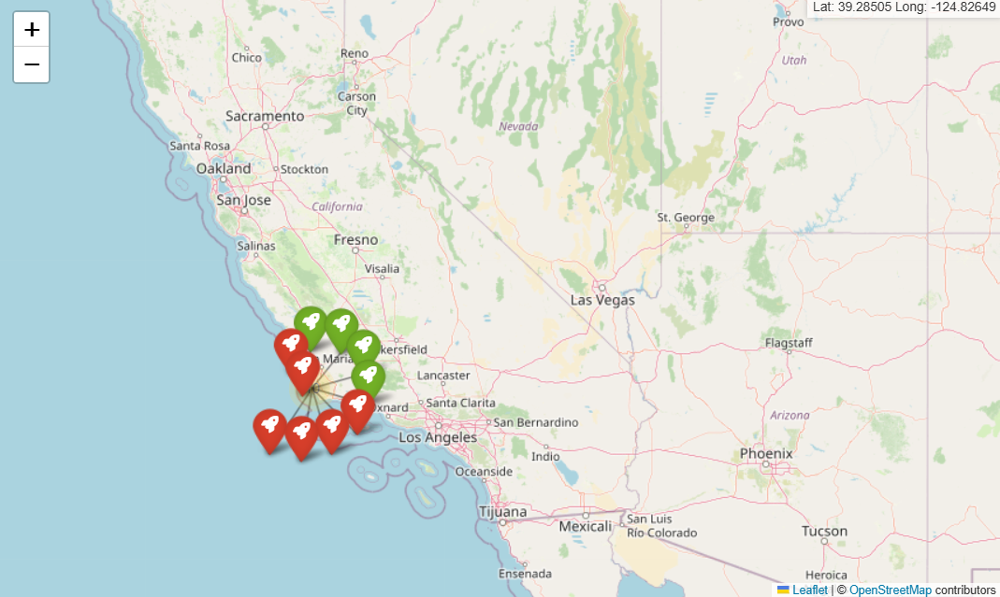 +
−
Lat: 39.28505 Long: -124.82649
Provo
Chico
Reno
Utah
Carson
City
Sacramento
Nevada
Santa Rosa
Oakland
Stockton
San Jose
California
St. George
Fresno
Salinas
Visalia
Las Vegas
Flagstaff
kersfield
Maria
Lancaster
Oxnard
Santa Clarita
Arizona
San Bernardino
Los Angeles
Indio
Phoenix
Oceanside
Tijuana
Mexicali
San Luis
Río Colorado
Tucson
Ensenada
Heroica
Leaflet | © OpenStreetMap contributors